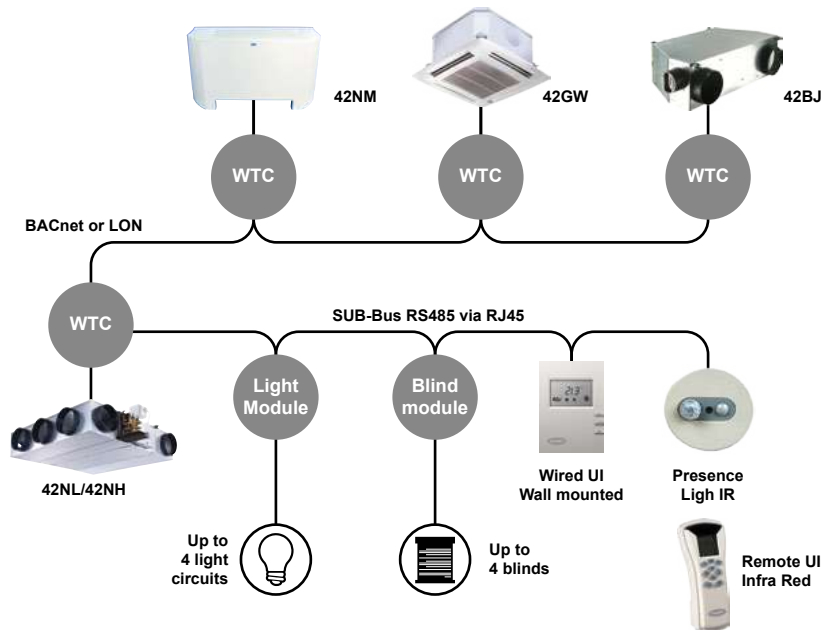 42NM
42GW
42BJ
WTC
WTC
WTC
BACnet or LON
WTC
SUB-Bus RS485 via RJ45
Light
Module
Blind
module
42NL/42NH
Wired UI
Wall mounted
Presence
Ligh IR
Up to
4 light
circuits
Up to
4 blinds
Remote UI
Infra Red